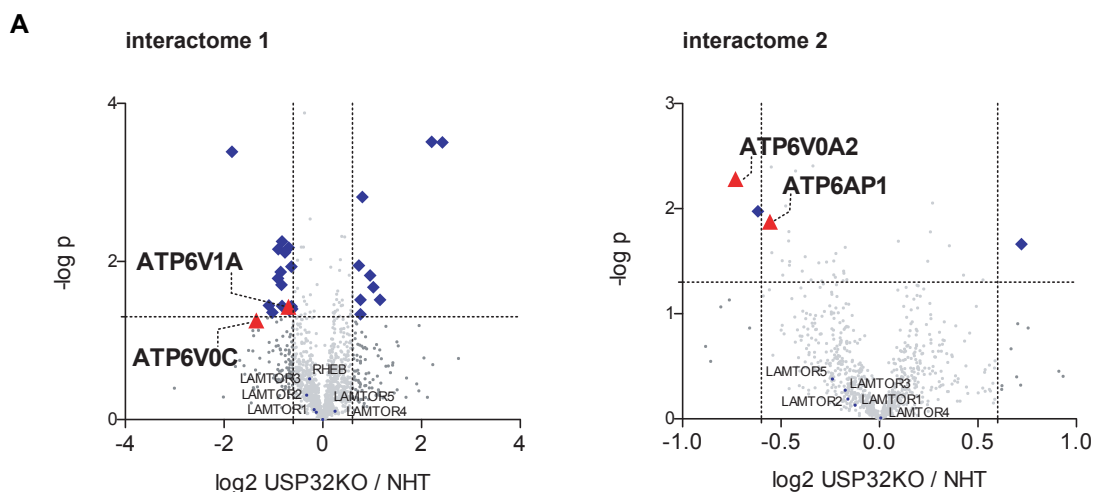 A
interactome 1
4
2
0
-log p
ATP6V1A
ATP6V0C
RHEB
LAMTOR3
LAMTOR2
LAMTOR5
LAMTOR1
LAMTOR4
-4
-2
0
2
4
log2 USP32KO / NHT
interactome 2
3
2
1
0
-log p
ATP6V0A2
ATP6AP1
LAMTOR5
LAMTOR3
LAMTOR2
LAMTOR1
LAMTOR4
-1.0
-0.5
0.0
0.5
1.0
log2 USP32KO / NHT